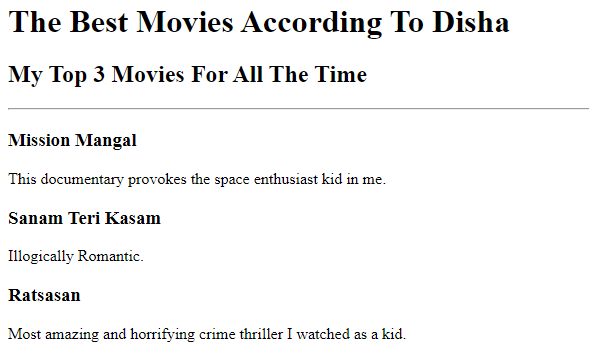 The Best Movies According To Disha
My Top 3 Movies For All The Time
Mission Mangal
This documentary provokes the space enthusiast kid in me.
Sanam Teri Kasam
Illogically Romantic.
Ratsasan
Most amazing and horrifying crime thriller I watched as a kid.